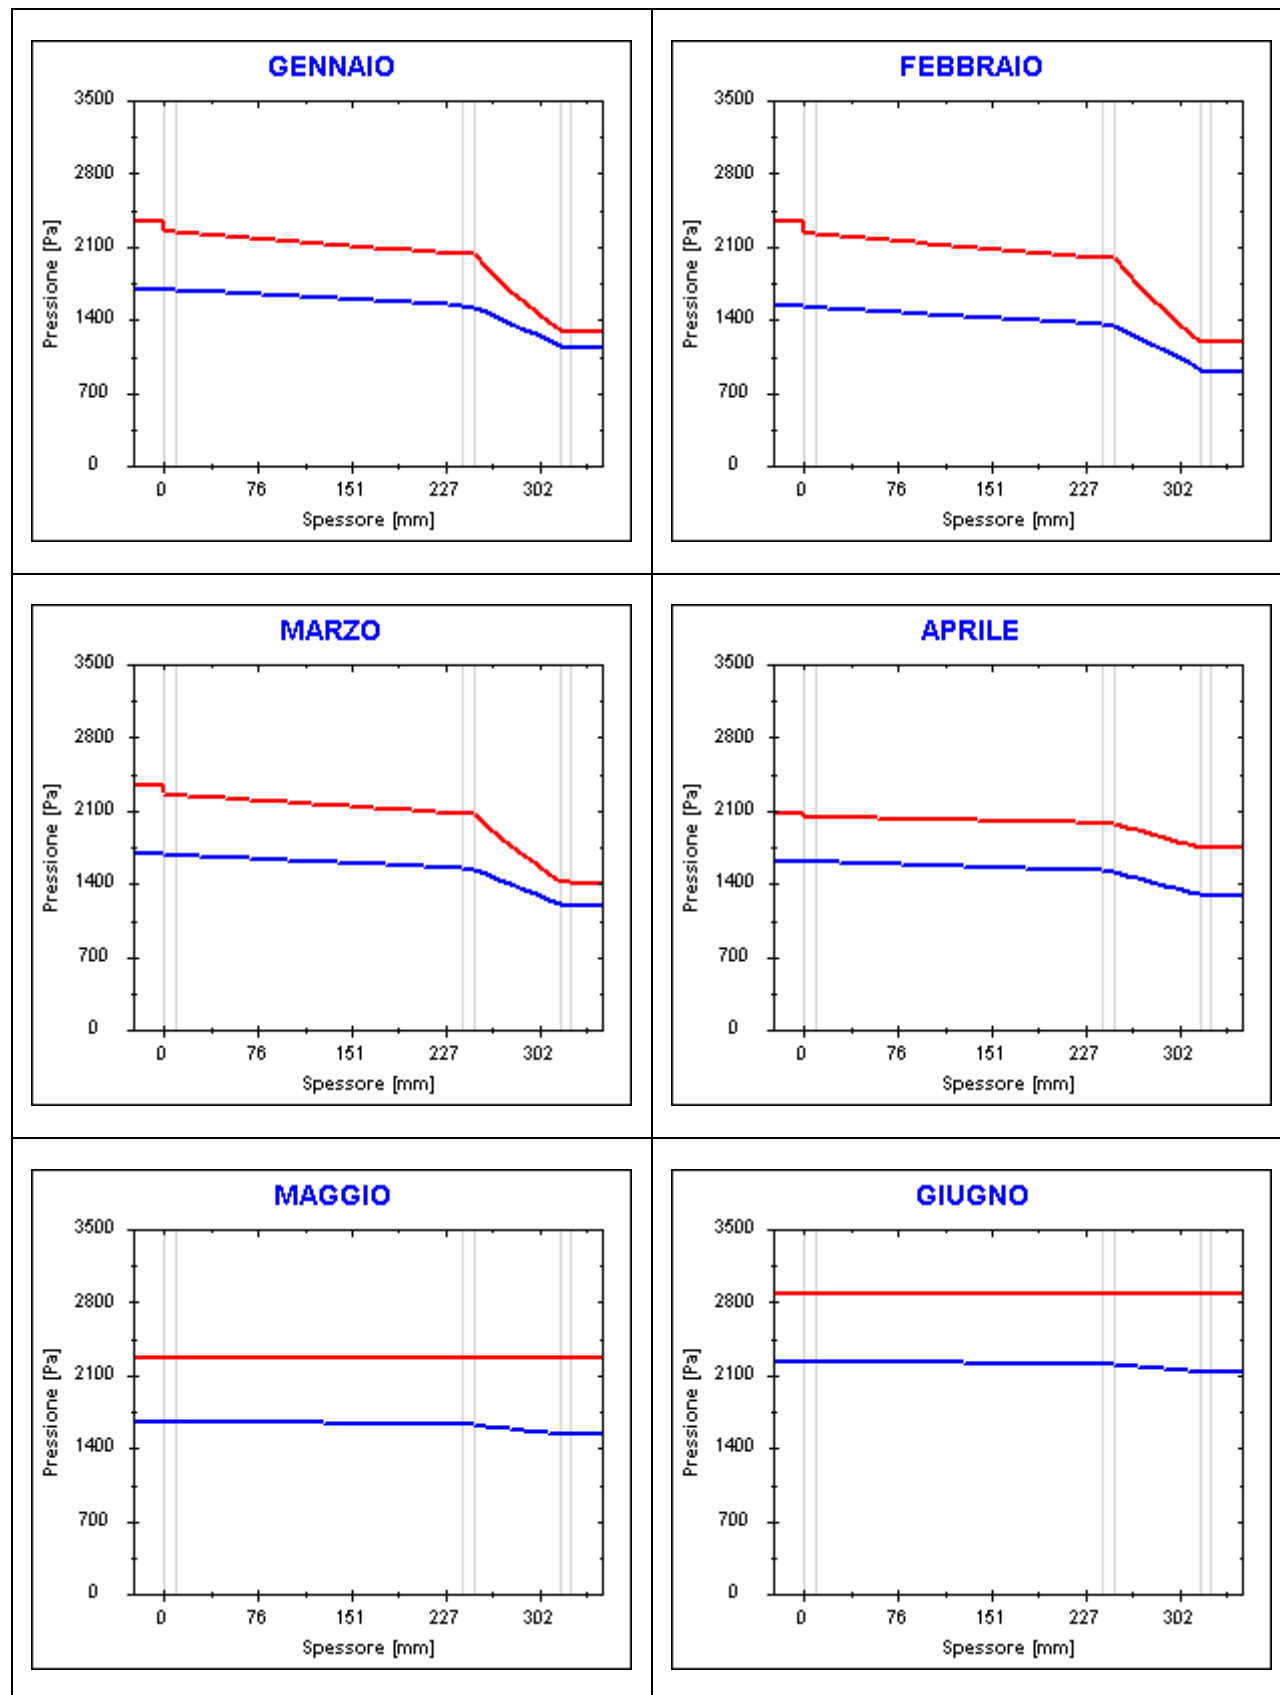 GENNAIO
3500
2800
2100
1400
700
0
Pressione [Pa]
0 76 151 227 302
Spessore [mm]
FEBBRAIO
3500
2800
2100
1400
700
0
Pressione [Pa]
0 76 151 227 302
Spessore [mm]
MARZO
3500
2800
2100
1400
700
0
Pressione [Pa]
0 76 151 227 302
Spessore [mm]
APRILE
3500
2800
2100
1400
700
0
Pressione [Pa]
0 76 151 227 302
Spessore [mm]
MAGGIO
3500
2800
2100
1400
700
0
Pressione [Pa]
0 76 151 227 302
Spessore [mm]
GIUGNO
3500
2800
2100
1400
700
0
Pressione [Pa]
0 76 151 227 302
Spessore [mm]